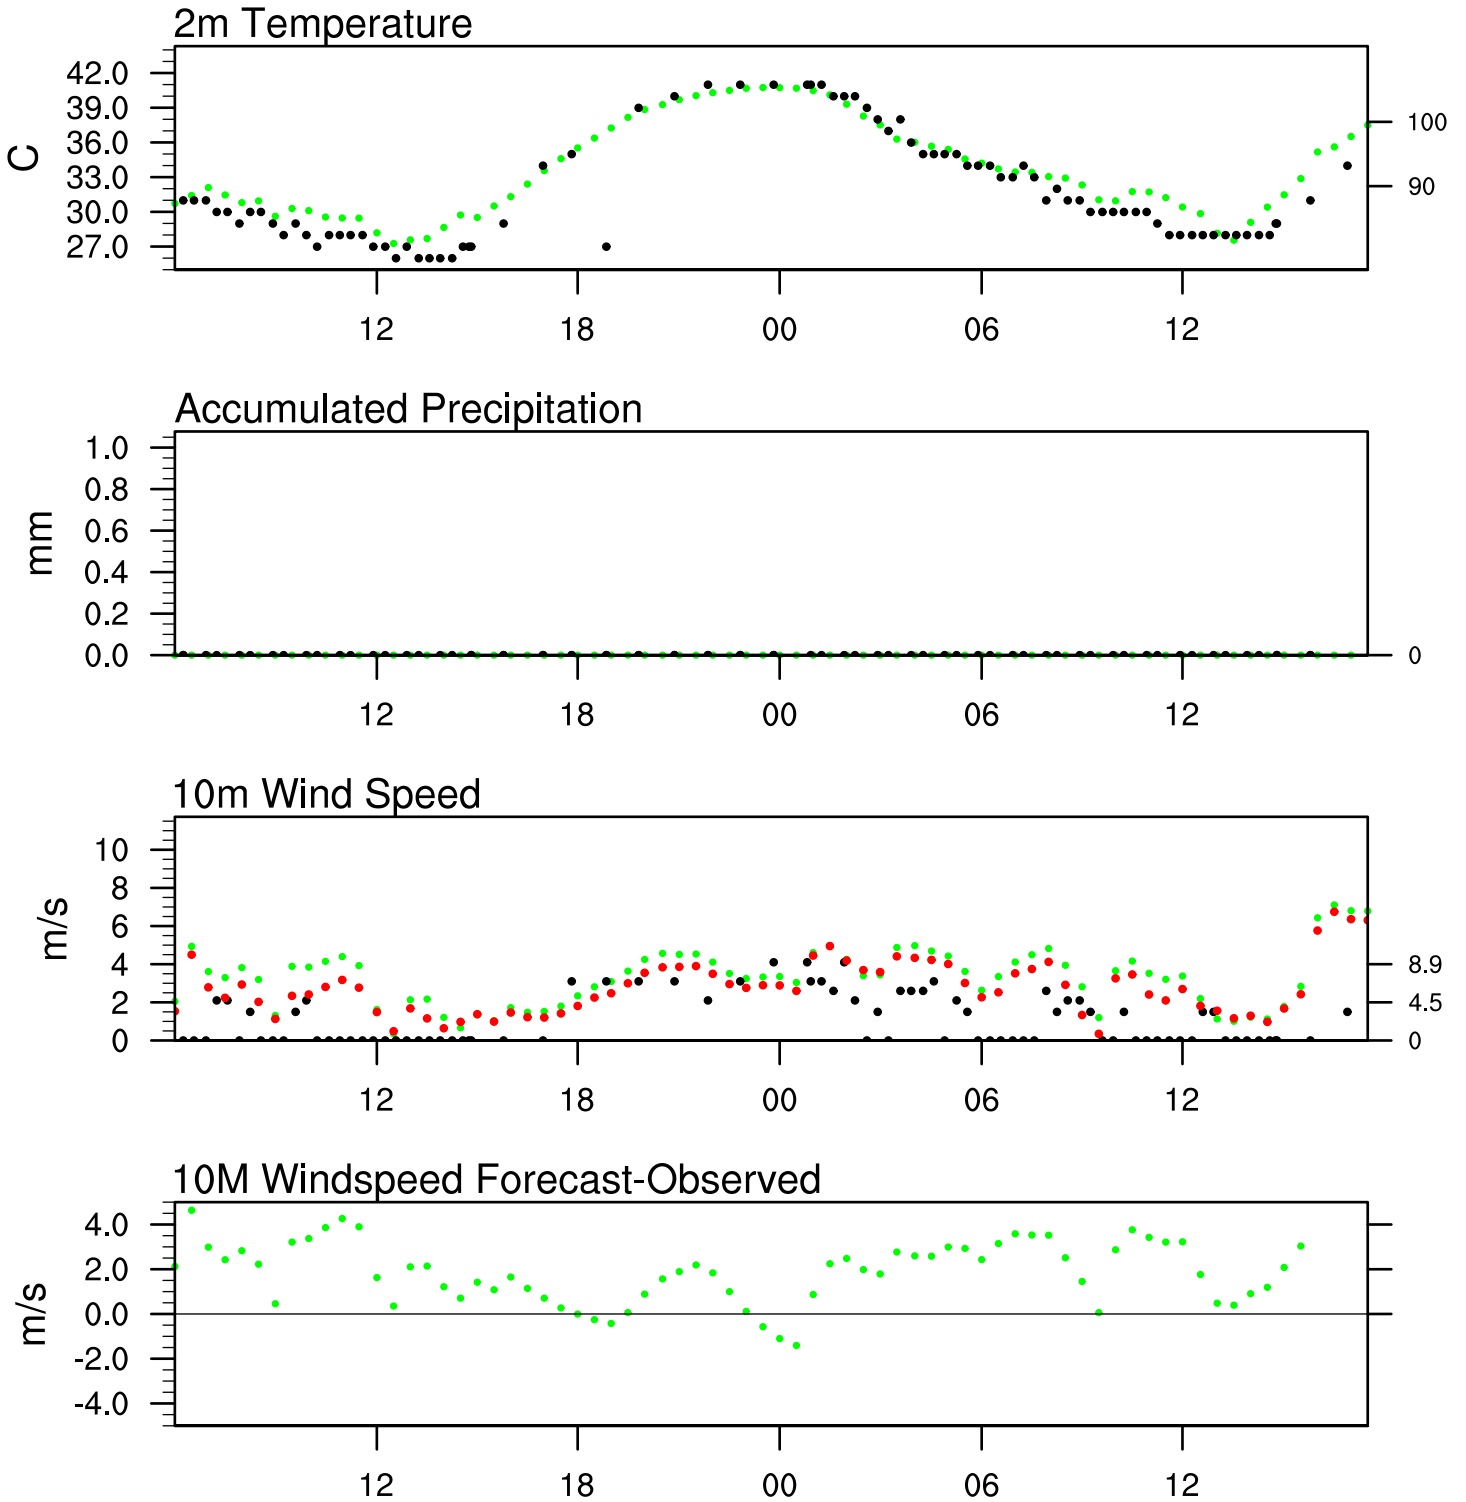 2m Temperature
C
42.0
39.0
36.0
33.0
30.0
27.0
100
90
12 18 00 06 12
Accumulated Precipitation
mm
1.0
0.8
0.6
0.4
0.2
0.0
0
12 18 00 06 12
10m Wind Speed
m/s
10
8
6
4
2
0
8.9
4.5
0
12 18 00 06 12
10M Windspeed Forecast-Observed
m/s
4.0
2.0
0.0
-2.0
-4.0
12 18 00 06 12